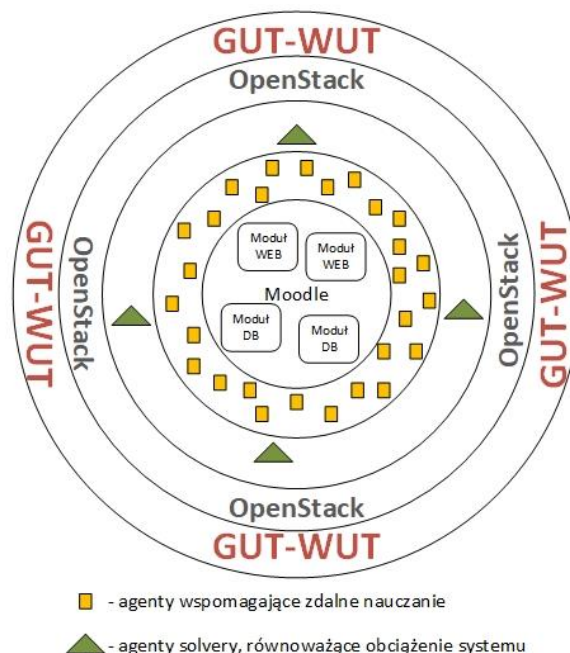 GUT-WUT
OpenStack
GUT-WUT
OpenStack
Moduł
WEB
Moduł
WEB
Moodle
Moduł
DB
Moduł
DB
OpenStack
GUT-WUT
OpenStack
GUT-WUT
- agenty wspomagające zdalne nauczanie
- agenty solvery, równoważące obciążenie systemu